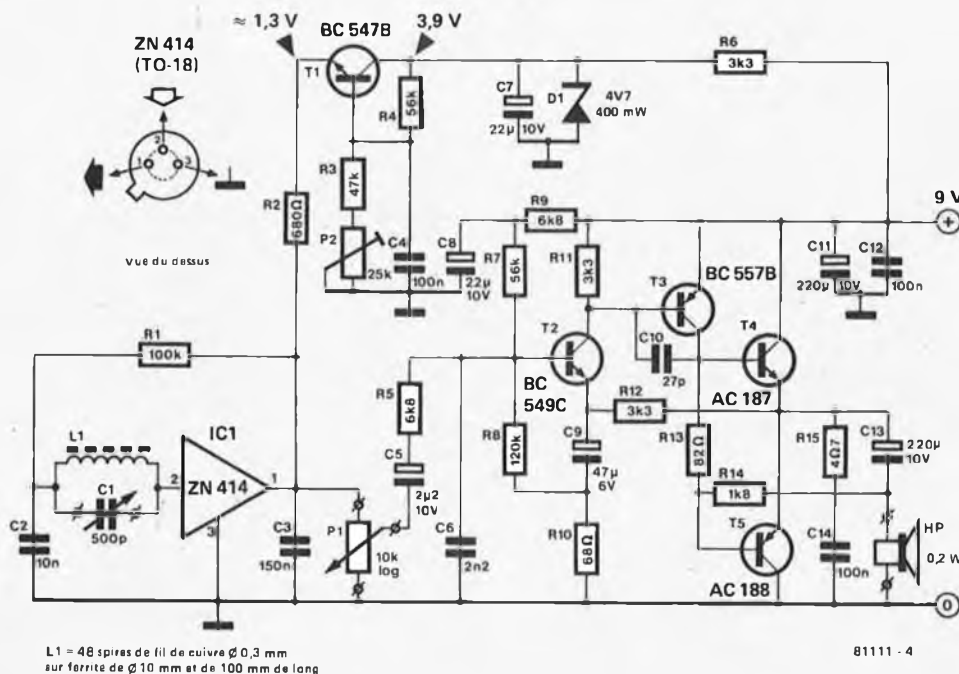 ≈ 1,3 V
BC 547B
3,9 V
ZN 414
(TO-18)
T1
R4
56k
C7
22µ
10V
D1
4V7
400 mW
R6
3k3
2
1
3
Vue du dessus
R2
680Ω
R3
47k
P2
25k
C4
100n
C8
22µ
10V
R9
6k8
R7
56k
R11
3k3
T3
BC 557B
9 V
+
C11
220µ
10V
C12
100n
R1
100k
T2
BC
549C
C10
27p
T4
AC 187
R5
6k8
R12
3k3
IC1
L1
ZN 414
2
1
3
C1
500p
C5
2µ2
10V
R8
120k
C9
47µ
6V
R13
82Ω
R14
1k8
R15
4Ω7
C13
220µ
10V
C2
10n
C3
150n
P1
10k
log
C6
2n2
R10
68Ω
T5
AC 188
C14
100n
HP
0,2 W
0
L1 = 48 spires de fil de cuivre Ø 0,3 mm
sur ferrite de Ø 10 mm et de 100 mm de long
81111 - 4